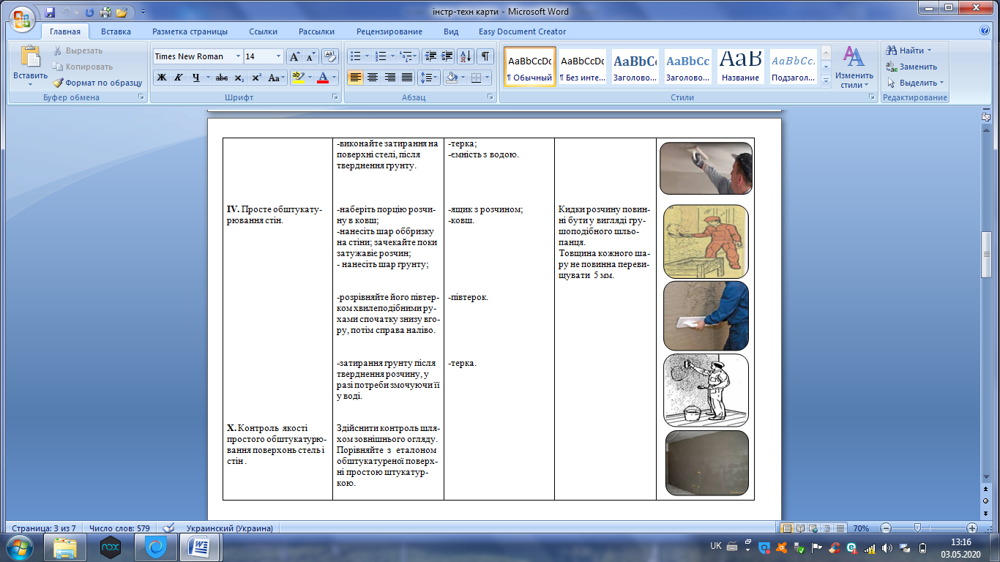 інстр-техн карти - Microsoft Word
Главная
Вставка
Разметка страницы
Ссылки
Рассылки
Рецензирование
Вид
Easy Document Creator
Вставить
Вырезать
Копировать
Формат по образцу
Буфер обмена
Times New Roman
14
Ж К Ч abc x₂ x² Aa
Шрифт
Абзац
AaBbCcDc
¶ Обычный
AaBbCcDc
¶ Без инте...
AaBbC
Заголово...
AaBbCc
Заголово...
AaB
Название
AaBbCc.
Подзагол...
Изменить
стили
Стили
Найти
Заменить
Выделить
Редактирование
-виконайте затирання на
поверхні стелі, після
тверднення грунту.
-терка;
-ємність з водою.
IV. Просте обштукату-
рювання стін.
-наберіть порцію розчи-
ну в ковш;
-нанесіть шар оббризку
на стіни; зачекайте поки
затужавіє розчин;
- нанесіть шар грунту;
-ящик з розчином;
-ковш.
Кидки розчину повин-
ні бути у вигляді гру-
шоподібного шльо-
панця.
Товщина кожного ша-
ру не повинна переви-
щувати 5 мм.
-розрівняйте його півтер-
ком хвилеподібними ру-
хами спочатку знизу вго-
ру, потім справа наліво.
-півтерок.
-затирання грунту після
тверднення розчину, у
разі потреби змочуючи її
у воді.
-терка.
X. Контроль якості
простого обштукатурю-
вання поверхонь стель і
стін .
Здійснити контроль шля-
хом зовнішнього огляду.
Порівняйте з еталоном
обштукатуреної поверх-
ні простою штукатур-
кою.
Страница: 3 из 7
Число слов: 579
Украинский (Украина)
70%
nox
UK
13:16
03.05.2020